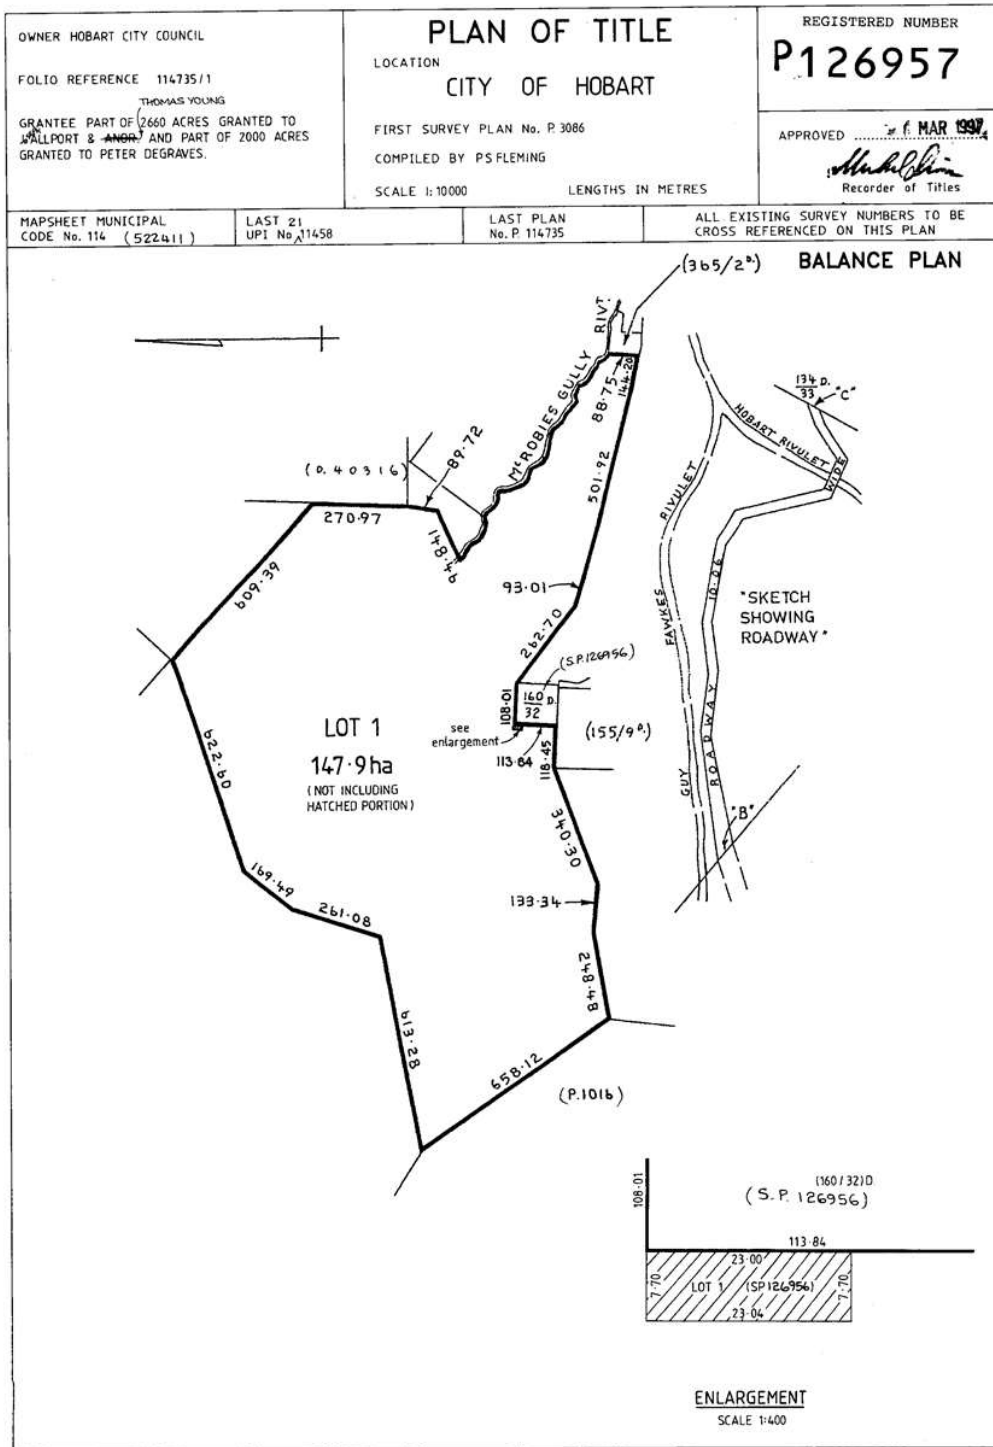 OWNER HOBART CITY COUNCIL
FOLIO REFERENCE 114735/1
THOMAS YOUNG
GRANTEE PART OF 2660 ACRES GRANTED TO
WALLPORT & ANOR. AND PART OF 2000 ACRES
GRANTED TO PETER DEGRAVES.
PLAN OF TITLE
LOCATION
CITY OF HOBART
FIRST SURVEY PLAN No. P. 3086
COMPILED BY PS FLEMING
SCALE 1: 10000
LENGTHS IN METRES
REGISTERED NUMBER
P.126957
APPROVED
MAR 1997
Recorder of Titles
MAPSHEET MUNICIPAL
CODE No. 114 (522411)
LAST 21
UPI No 11458
LAST PLAN
No. P. 114735
ALL EXISTING SURVEY NUMBERS TO BE
CROSS REFERENCED ON THIS PLAN
BALANCE PLAN
(365/2D.)
RIVT.
McROBIES GULLY
88·75
144·20
89·72
(D. 40316)
270·97
148·46
501·92
609·39
93·01
262·70
(S.P.126956)
160
32 D.
108·01
see
enlargement
113·84
118·45
(155/9D.)
LOT 1
147·9ha
(NOT INCLUDING
HATCHED PORTION)
622·60
340·30
169·49
261·08
133·34
248·48
613·28
658·12
(P.1016)
134 D.
33
"C"
HOBART RIVULET
WIDE
GUY FAWKES RIVULET
ROADWAY 10·06
"SKETCH
SHOWING
ROADWAY"
"B"
108·01
(160/32)D
(S.P. 126956)
113·84
23·00
7·70
LOT 1 (SP126956)
7·70
23·04
ENLARGEMENT
SCALE 1:400